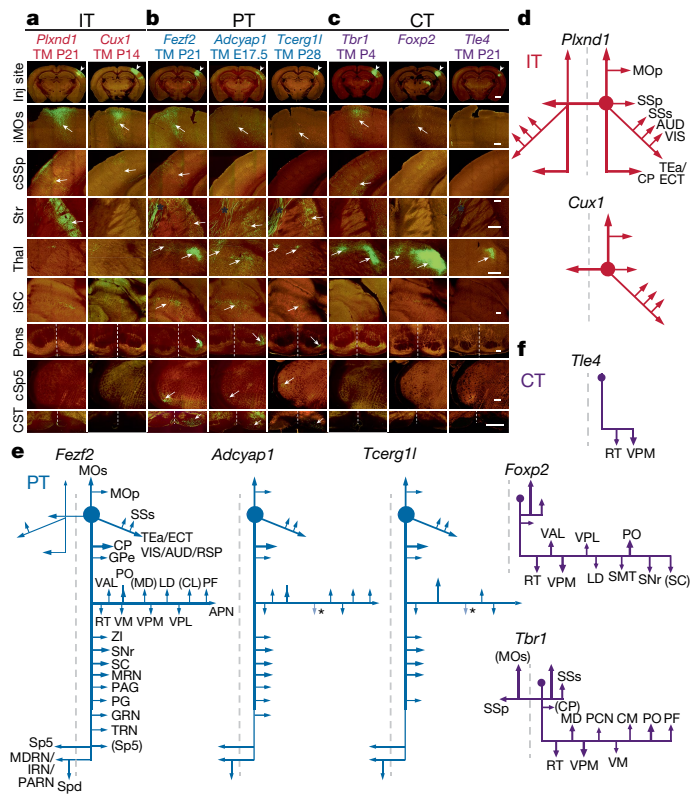 a IT b PT c CT d
Plxnd1 Cux1 Fezf2 Adcyap1 Tcerg1l Tbr1 Foxp2 Tle4
TM P21 TM P14 TM P21 TM E17.5 TM P28 TM P4 TM P21
Inj site
iMOs
cSSp
Str
Thal
iSC
Pons
cSp5
CST
IT
Plxnd1
MOp
SSp
SSs
AUD
VIS
CP
TEa/
ECT
Cux1
f
CT
Tle4
RT VPM
Foxp2
VAL VPL PO
RT VPM LD SMT SNr (SC)
Tbr1
(MOs)
SSs
SSp
(CP)
MD PCN CM PO PF
RT VPM VM
e
PT
Fezf2
MOs
MOp
SSs
TEa/ECT
VIS/AUD/RSP
CP
GPe
PO
VAL (MD) LD (CL) PF
APN
RT VM VPM VPL
ZI
SNr
SC
MRN
PAG
PG
GRN
TRN
Sp5 (Sp5)
MDRN/
IRN/
PARN
Spd
Adcyap1
*
Tcerg1l
*